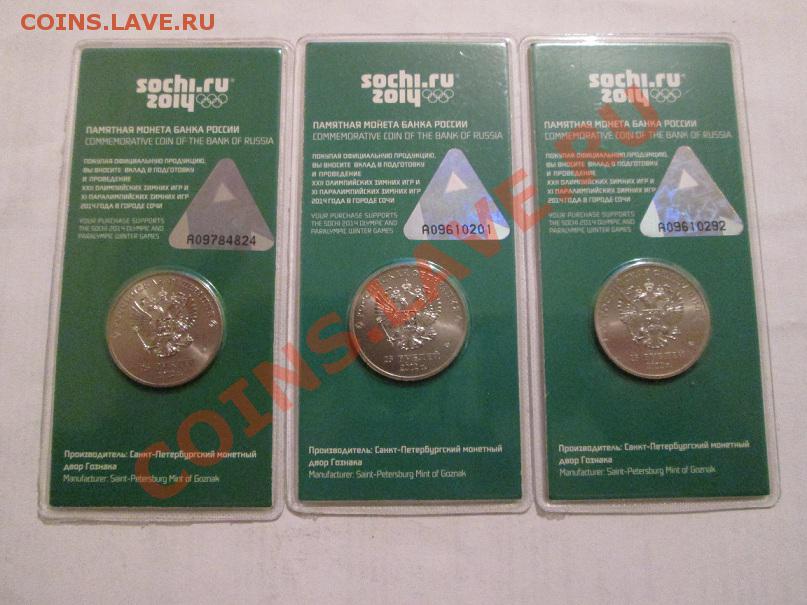 COINS.LAVE.RU
sochi.ru
2014
ПАМЯТНАЯ МОНЕТА БАНКА РОССИИ
COMMEMORATIVE COIN OF THE BANK OF RUSSIA
ПОКУПАЯ ОФИЦИАЛЬНУЮ ПРОДУКЦИЮ,
ВЫ ВНОСИТЕ ВКЛАД В ПОДГОТОВКУ
И ПРОВЕДЕНИЕ
XXII ОЛИМПИЙСКИХ ЗИМНИХ ИГР И
XI ПАРАЛИМПИЙСКИХ ЗИМНИХ ИГР
2014 ГОДА В ГОРОДЕ СОЧИ
YOUR PURCHASE SUPPORTS
THE SOCHI 2014 OLYMPIC AND
PARALYMPIC WINTER GAMES
A09784824
Производитель: Санкт-Петербургский монетный
двор Гознака
Manufacturer: Saint-Petersburg Mint of Goznak
sochi.ru
2014
ПАМЯТНАЯ МОНЕТА БАНКА РОССИИ
COMMEMORATIVE COIN OF THE BANK OF RUSSIA
ПОКУПАЯ ОФИЦИАЛЬНУЮ ПРОДУКЦИЮ,
ВЫ ВНОСИТЕ ВКЛАД В ПОДГОТОВКУ
И ПРОВЕДЕНИЕ
XXII ОЛИМПИЙСКИХ ЗИМНИХ ИГР И
XI ПАРАЛИМПИЙСКИХ ЗИМНИХ ИГР
2014 ГОДА В ГОРОДЕ СОЧИ
YOUR PURCHASE SUPPORTS
THE SOCHI 2014 OLYMPIC AND
PARALYMPIC WINTER GAMES
A09610201
25 РУБЛЕЙ
Производитель: Санкт-Петербургский монетный
двор Гознака
Manufacturer: Saint-Petersburg Mint of Goznak
sochi.ru
2014
ПАМЯТНАЯ МОНЕТА БАНКА РОССИИ
COMMEMORATIVE COIN OF THE BANK OF RUSSIA
ПОКУПАЯ ОФИЦИАЛЬНУЮ ПРОДУКЦИЮ,
ВЫ ВНОСИТЕ ВКЛАД В ПОДГОТОВКУ
И ПРОВЕДЕНИЕ
XXII ОЛИМПИЙСКИХ ЗИМНИХ ИГР И
XI ПАРАЛИМПИЙСКИХ ЗИМНИХ ИГР
2014 ГОДА В ГОРОДЕ СОЧИ
YOUR PURCHASE SUPPORTS
THE SOCHI 2014 OLYMPIC AND
PARALYMPIC WINTER GAMES
A09610292
25 РУБЛЕЙ
Производитель: Санкт-Петербургский монетный
двор Гознака
Manufacturer: Saint-Petersburg Mint of Goznak
COINS.LAVE.RU
coins.lave.ru